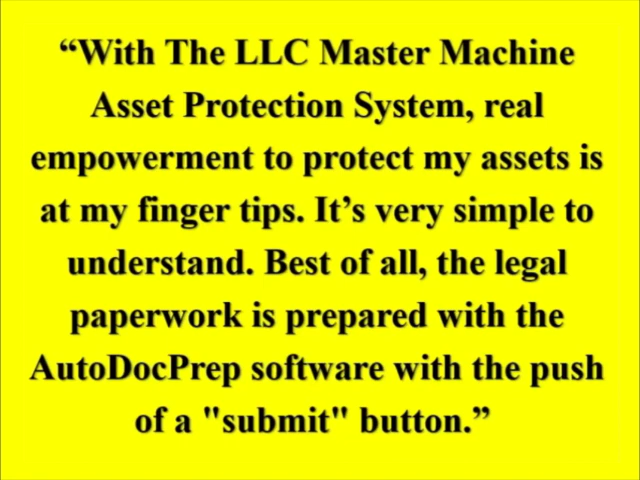 “With The LLC Master Machine
Asset Protection System, real
empowerment to protect my assets is
at my finger tips. It’s very simple to
understand. Best of all, the legal
paperwork is prepared with the
AutoDocPrep software with the push
of a "submit" button.”